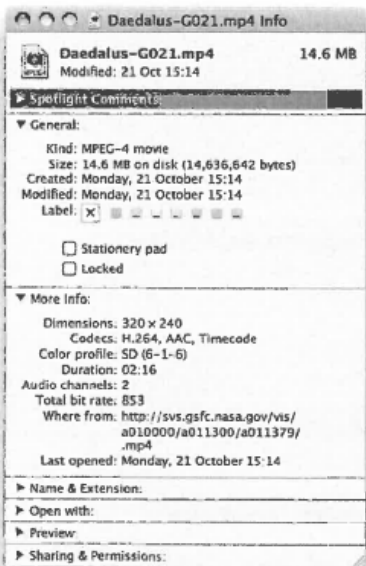 Daedalus-G021.mp4 Info
Daedalus-G021.mp4 14.6 MB
Modified: 21 Oct 15:14
Spotlight Comments:
General:
Kind: MPEG-4 movie
Size: 14.6 MB on disk (14,636,642 bytes)
Created: Monday, 21 October 15:14
Modified: Monday, 21 October 15:14
Label: x
Stationery pad
Locked
More Info:
Dimensions: 320 x 240
Codecs: H.264, AAC, Timecode
Color profile: SD (6-1-6)
Duration: 02:16
Audio channels: 2
Total bit rate: 853
Where from: http://svs.gsfc.nasa.gov/vis/
a010000/a011300/a011379/
.mp4
Last opened: Monday, 21 October 15:14
Name & Extension:
Open with:
Preview:
Sharing & Permissions: